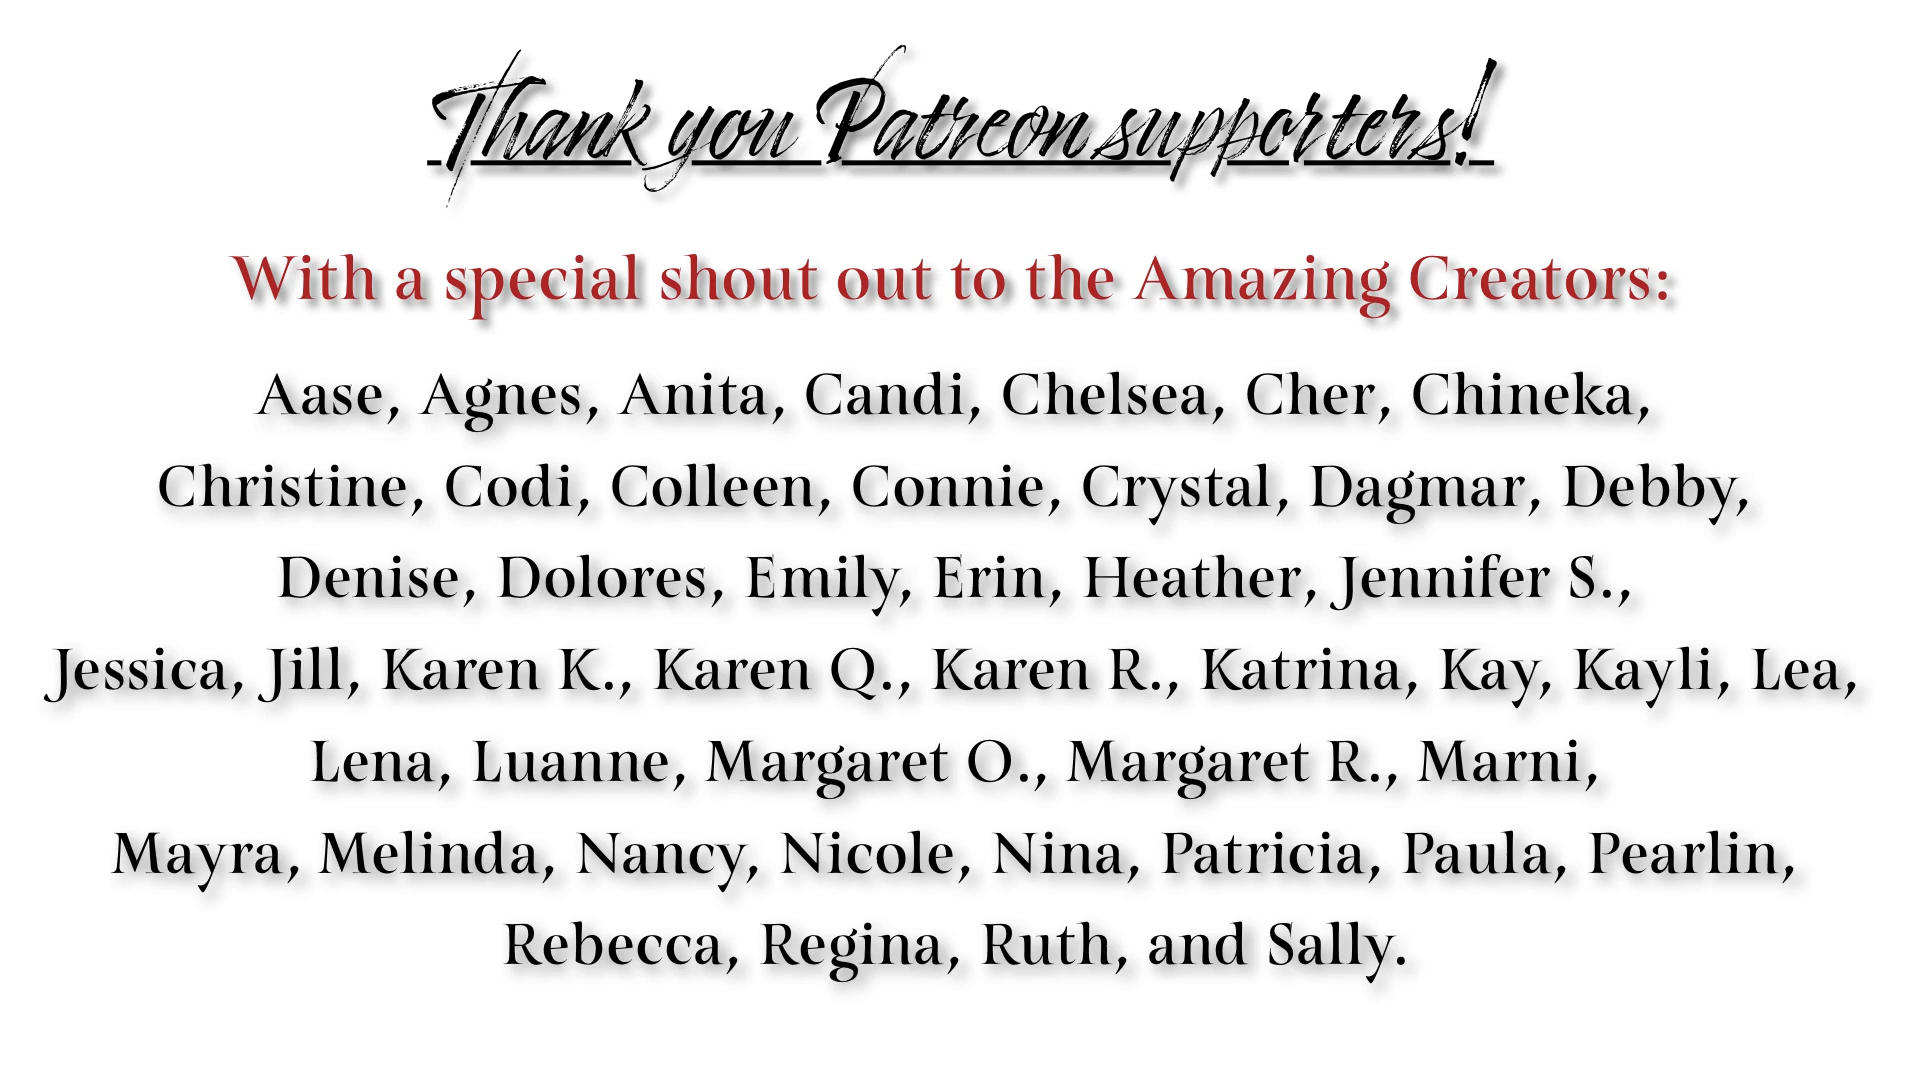 Thank you Patreon supporters!
With a special shout out to the Amazing Creators:
Aase, Agnes, Anita, Candi, Chelsea, Cher, Chineka,
Christine, Codi, Colleen, Connie, Crystal, Dagmar, Debby,
Denise, Dolores, Emily, Erin, Heather, Jennifer S.,
Jessica, Jill, Karen K., Karen Q., Karen R., Katrina, Kay, Kayli, Lea,
Lena, Luanne, Margaret O., Margaret R., Marni,
Mayra, Melinda, Nancy, Nicole, Nina, Patricia, Paula, Pearlin,
Rebecca, Regina, Ruth, and Sally.